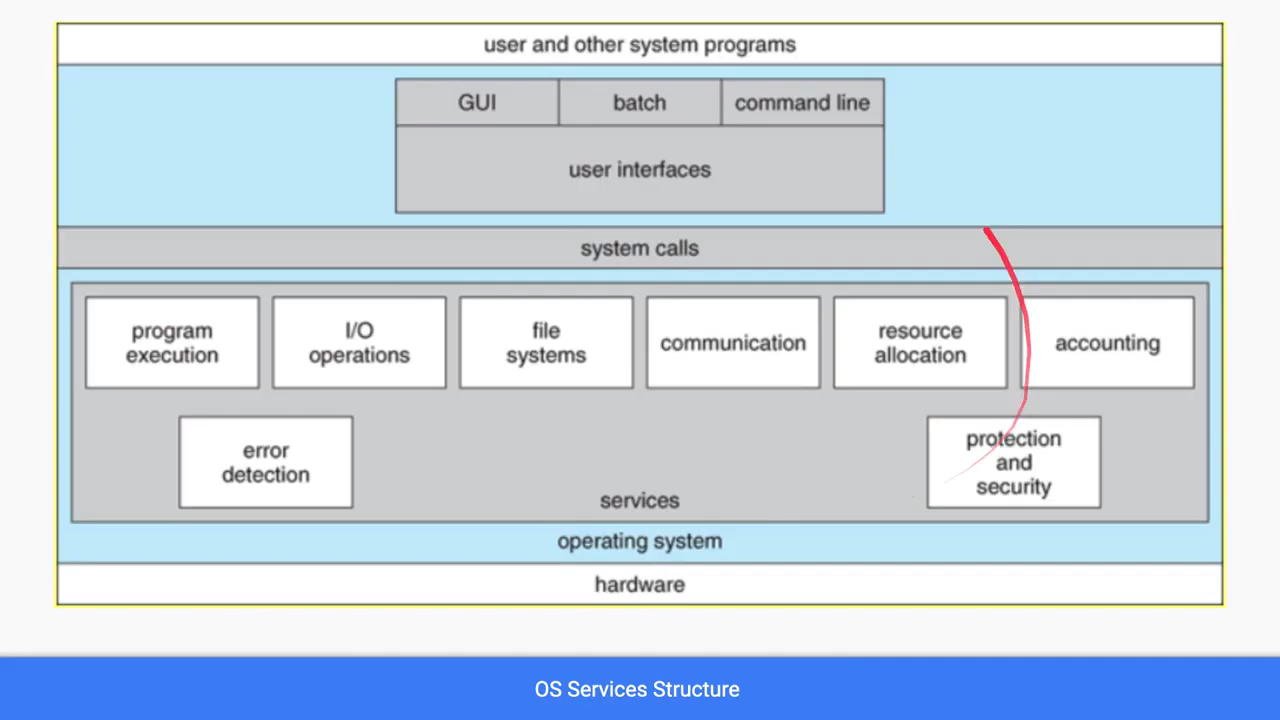 user and other system programs
GUI
batch
command line
user interfaces
system calls
program
execution
I/O
operations
file
systems
communication
resource
allocation
accounting
error
detection
protection
and
security
services
operating system
hardware
OS Services Structure